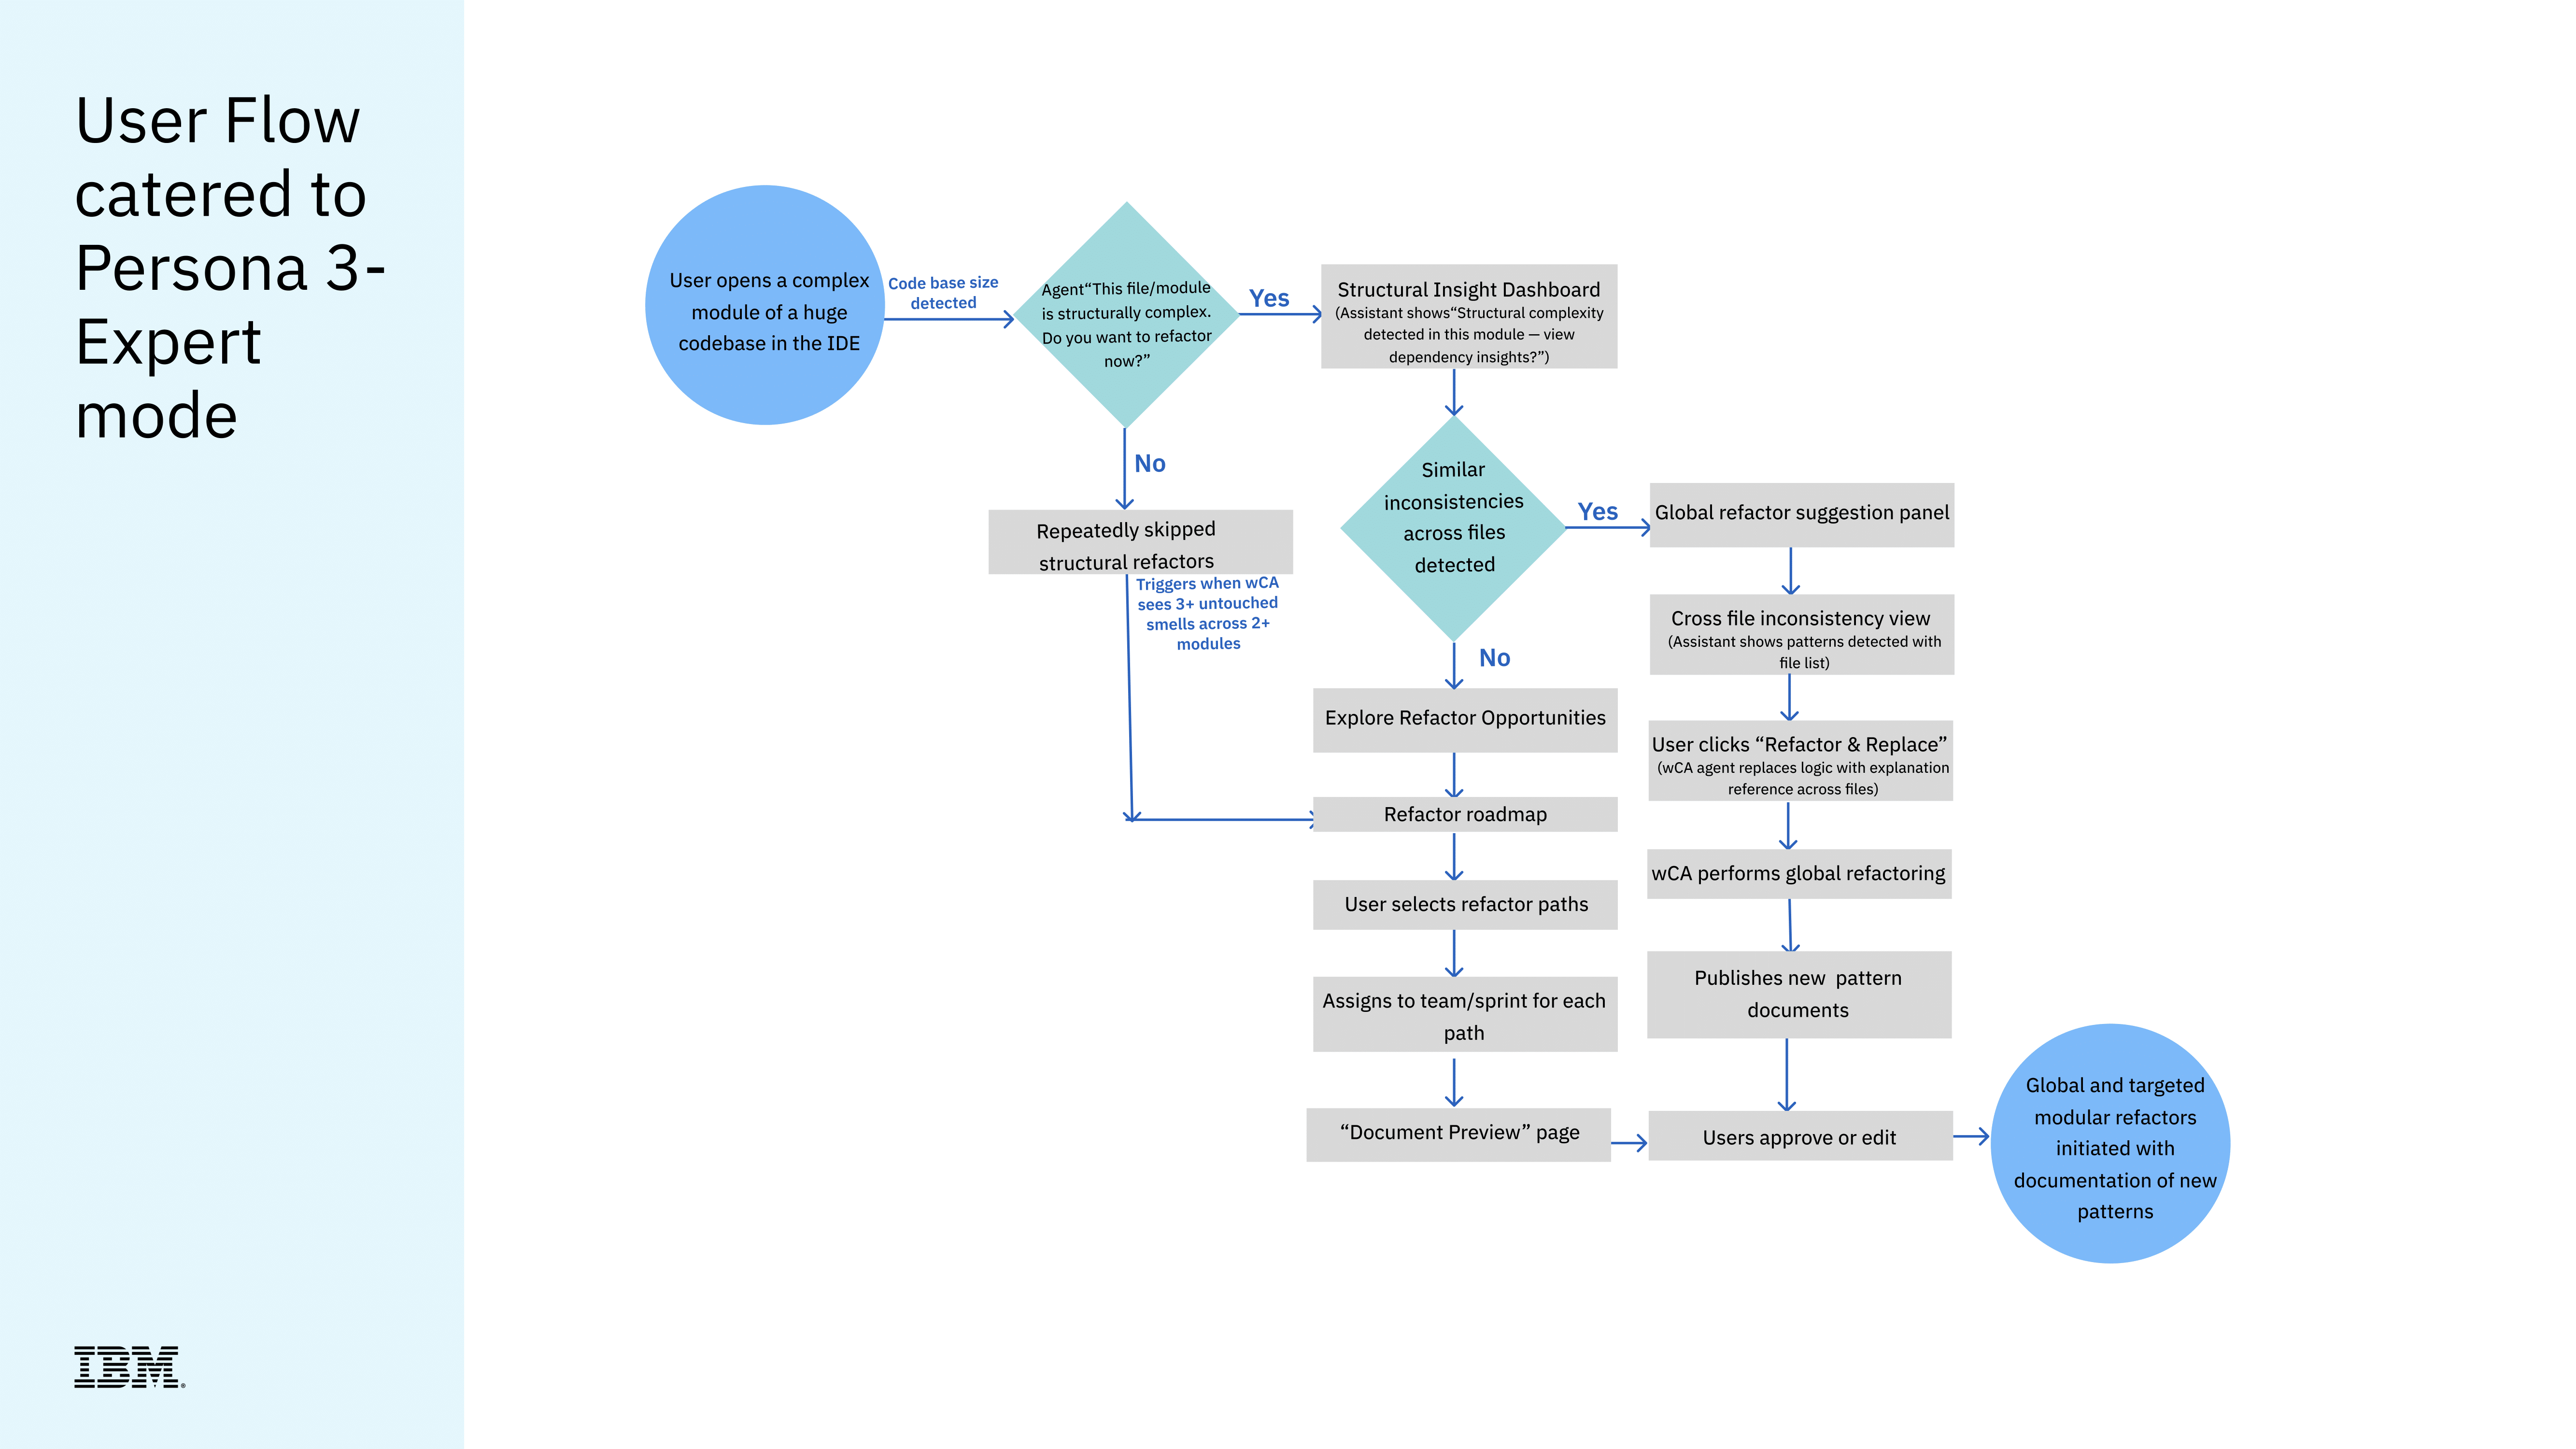 User Flow
catered to
Persona 3-
Expert
mode
User opens a complex
module of a huge
codebase in the IDE
Code base size
detected
Agent“This file/module
is structurally complex.
Do you want to refactor
now?”
Yes
Structural Insight Dashboard
(Assistant shows“Structural complexity
detected in this module — view
dependency insights?”)
No
Repeatedly skipped
structural refactors
Triggers when wCA
sees 3+ untouched
smells across 2+
modules
Similar
inconsistencies
across files
detected
Yes
Global refactor suggestion panel
Cross file inconsistency view
(Assistant shows patterns detected with
file list)
No
Explore Refactor Opportunities
User clicks “Refactor & Replace”
(wCA agent replaces logic with explanation
reference across files)
Refactor roadmap
wCA performs global refactoring
User selects refactor paths
Publishes new pattern
documents
Assigns to team/sprint for each
path
“Document Preview” page
Users approve or edit
Global and targeted
modular refactors
initiated with
documentation of new
patterns
IBM®